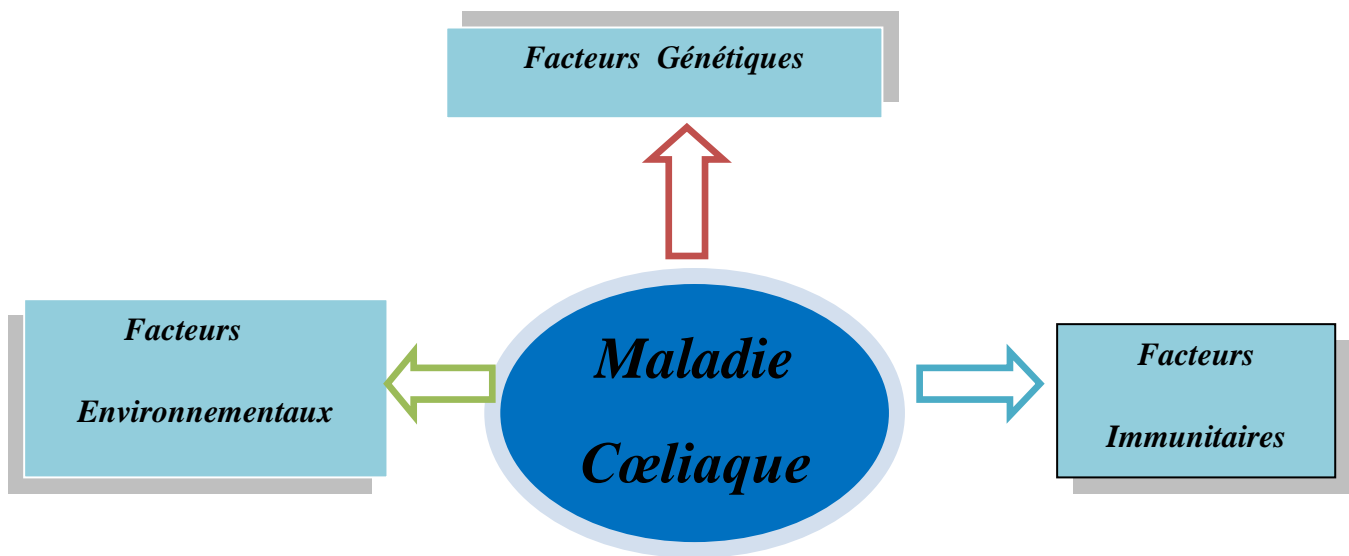 Facteurs Génétiques
Facteurs
Environnementaux
Maladie
Cœliaque
Facteurs
Immunitaires